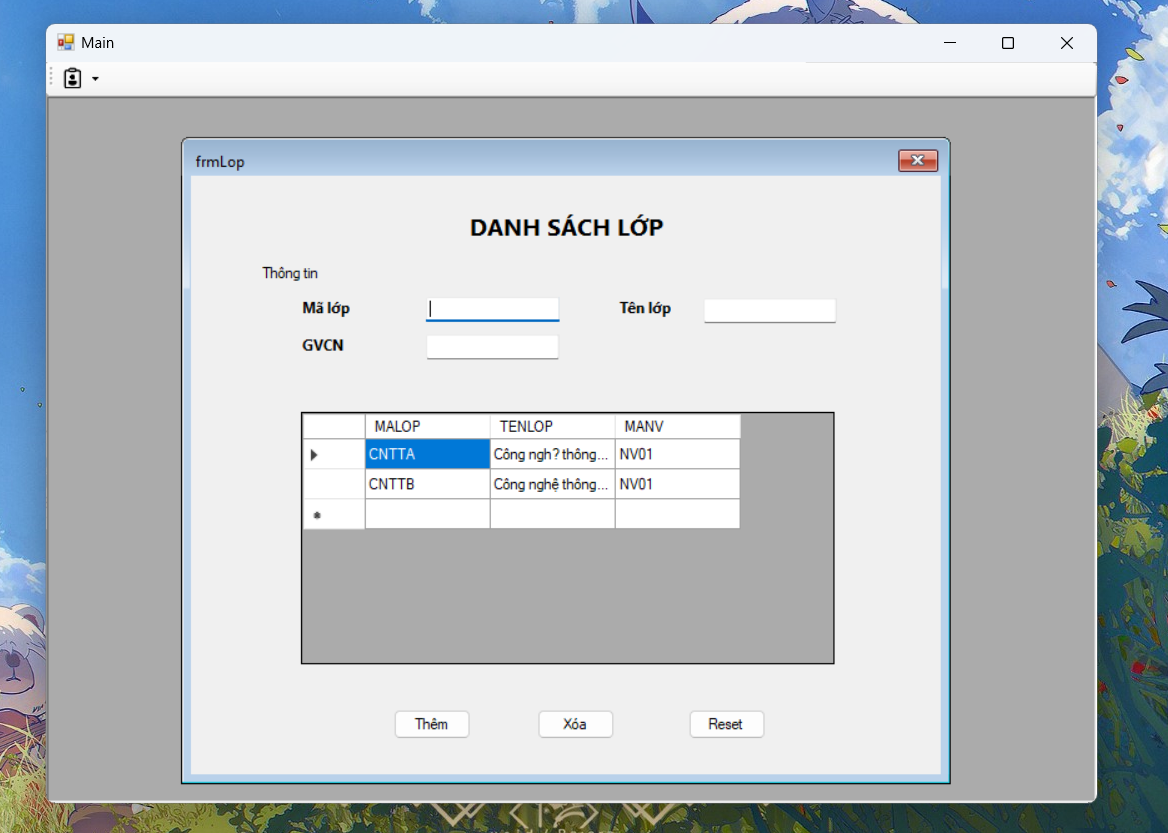 Main
frmLop
DANH SÁCH LỚP
Thông tin
Mã lớp
Tên lớp
GVCN
MALOP TENLOP MANV
CNTTA Công ngh? thông... NV01
CNTTB Công nghệ thông... NV01
Thêm Xóa Reset